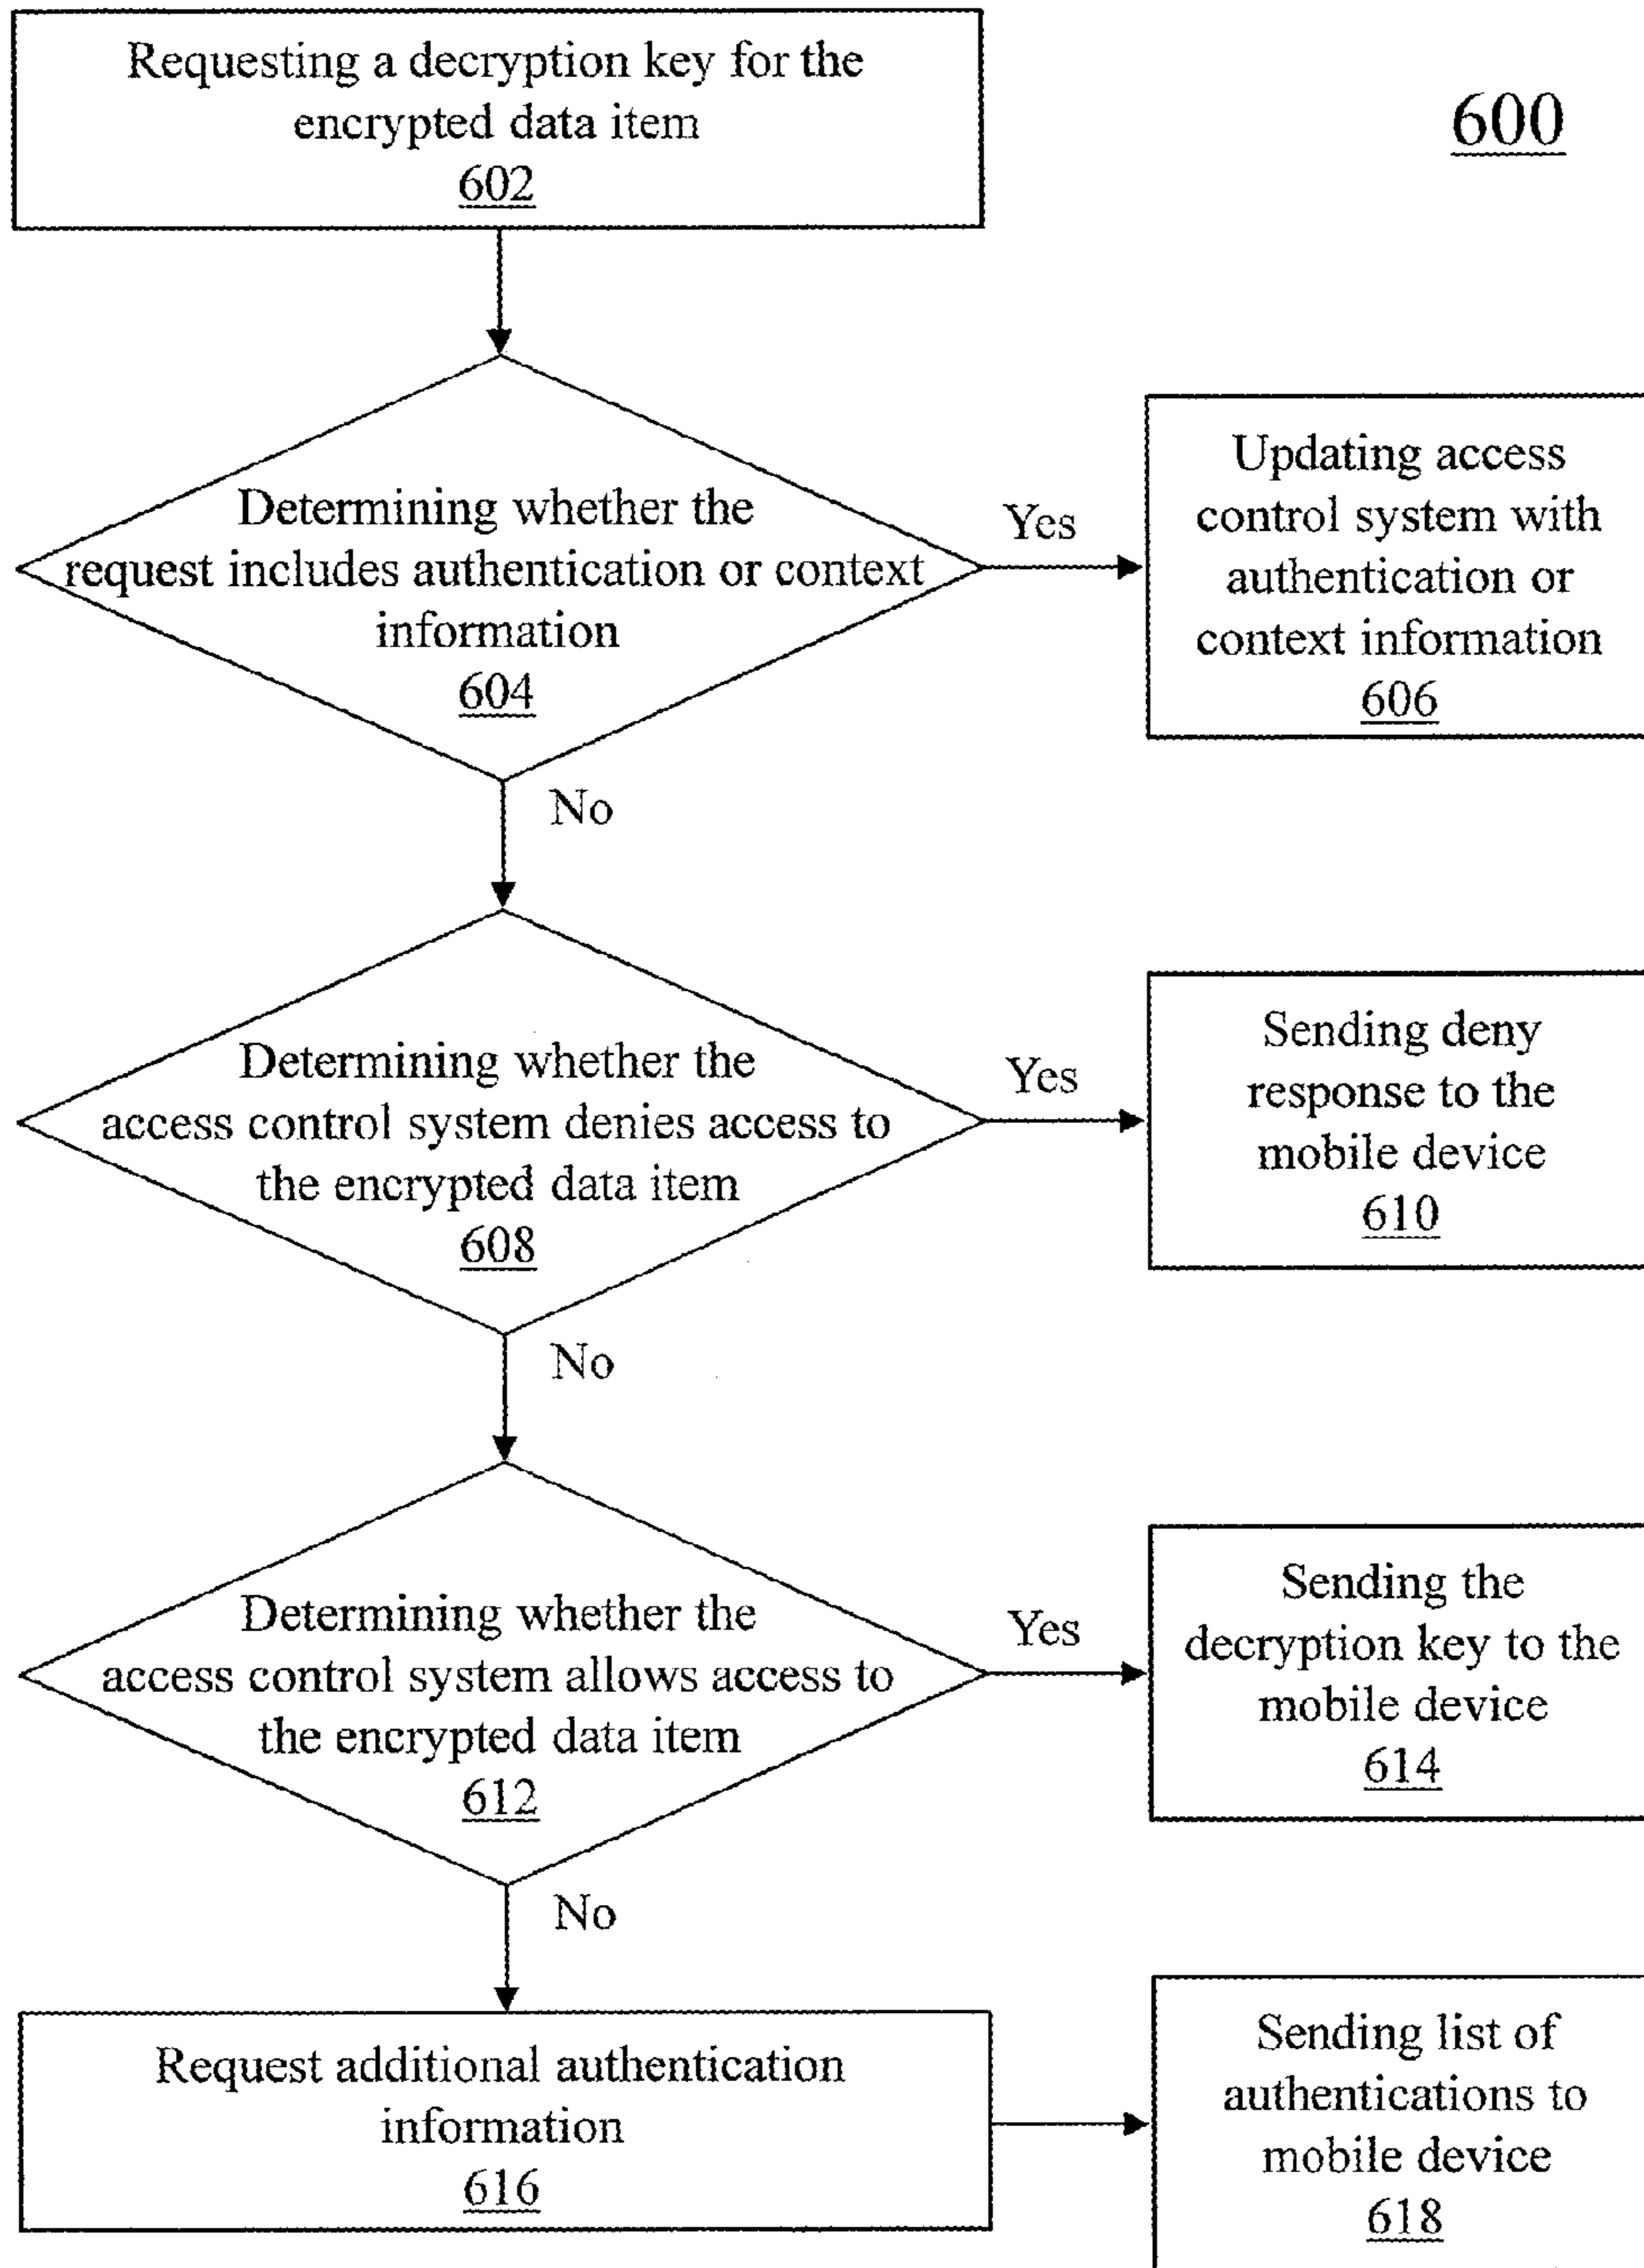 Requesting a decryption key for the
encrypted data item
602
600
Determining whether the
request includes authentication or context
information
604
Yes
Updating access
control system with
authentication or
context information
606
No
Determining whether the
access control system denies access to
the encrypted data item
608
Yes
Sending deny
response to the
mobile device
610
No
Determining whether the
access control system allows access to
the encrypted data item
612
Yes
Sending the
decryption key to the
mobile device
614
No
Request additional authentication
information
616
Sending list of
authentications to
mobile device
618